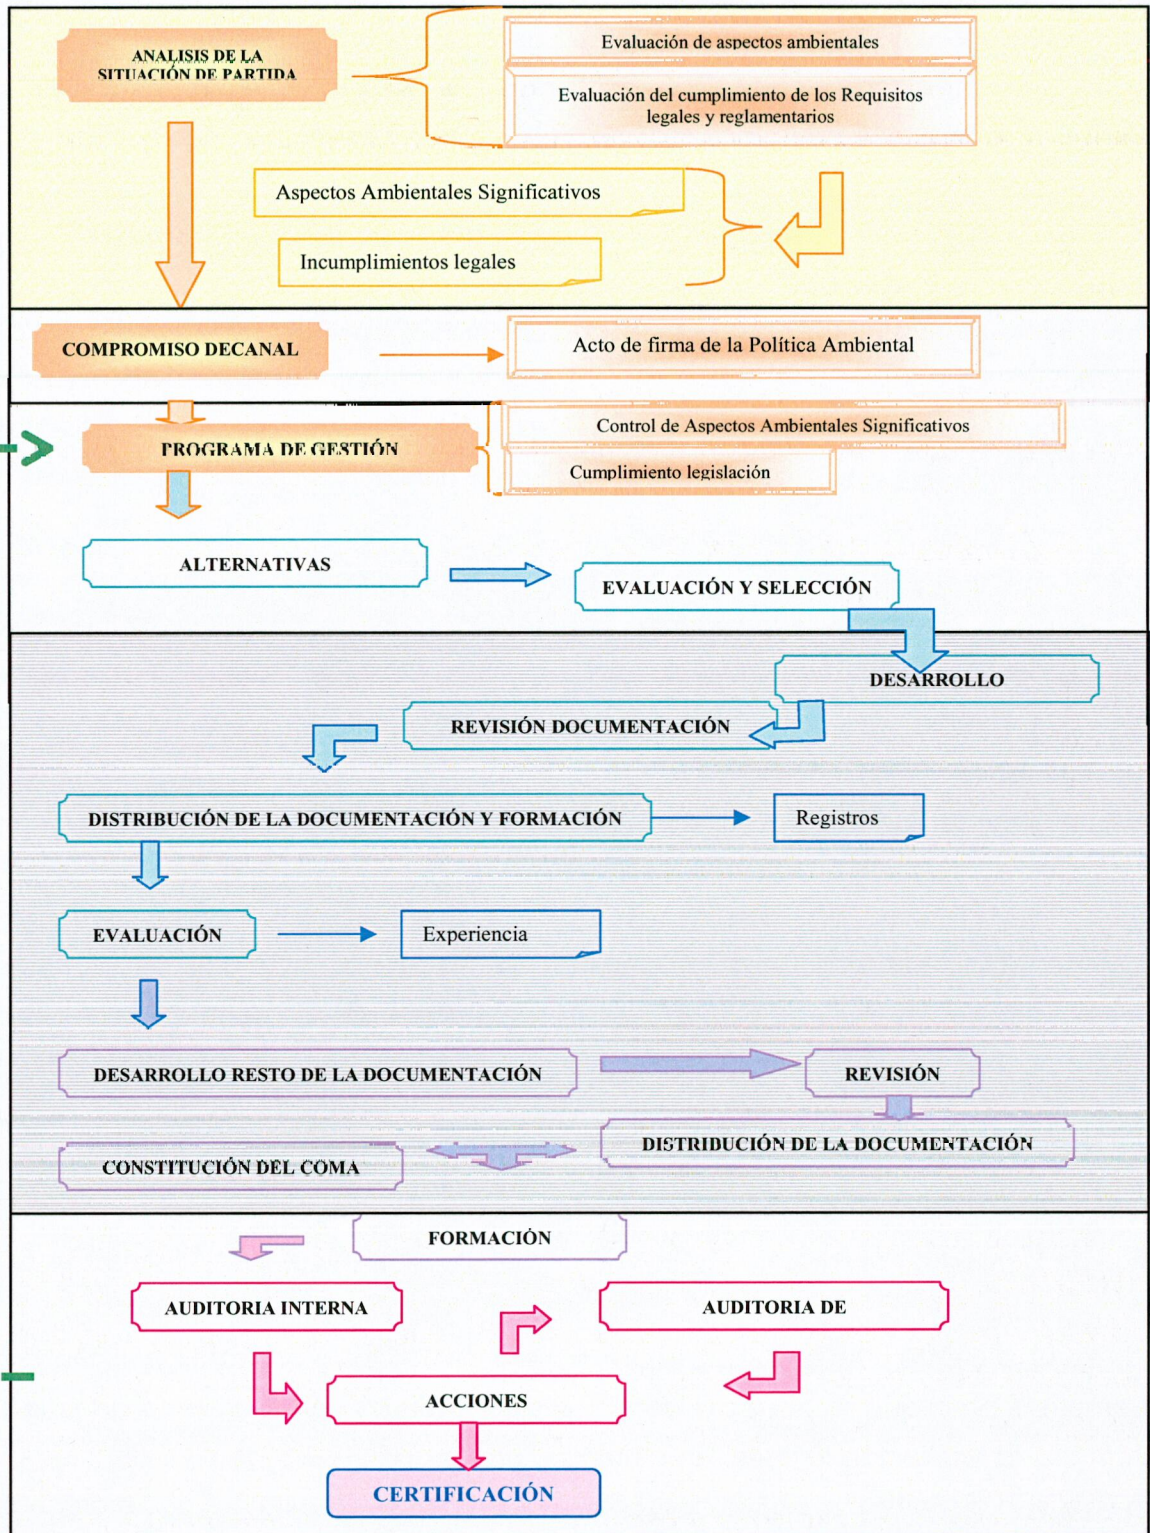 ANALISIS DE LA
SITUACIÓN DE PARTIDA
Evaluación de aspectos ambientales
Evaluación del cumplimiento de los Requisitos
legales y reglamentarios
Aspectos Ambientales Significativos
Incumplimientos legales
COMPROMISO DECANAL
Acto de firma de la Política Ambiental
PROGRAMA DE GESTIÓN
Control de Aspectos Ambientales Significativos
Cumplimiento legislación
ALTERNATIVAS
EVALUACIÓN Y SELECCIÓN
DESARROLLO
REVISIÓN DOCUMENTACIÓN
DISTRIBUCIÓN DE LA DOCUMENTACIÓN Y FORMACIÓN
Registros
EVALUACIÓN
Experiencia
DESARROLLO RESTO DE LA DOCUMENTACIÓN
REVISIÓN
DISTRIBUCIÓN DE LA DOCUMENTACIÓN
CONSTITUCIÓN DEL COMA
FORMACIÓN
AUDITORIA INTERNA
AUDITORIA DE
ACCIONES
CERTIFICACIÓN